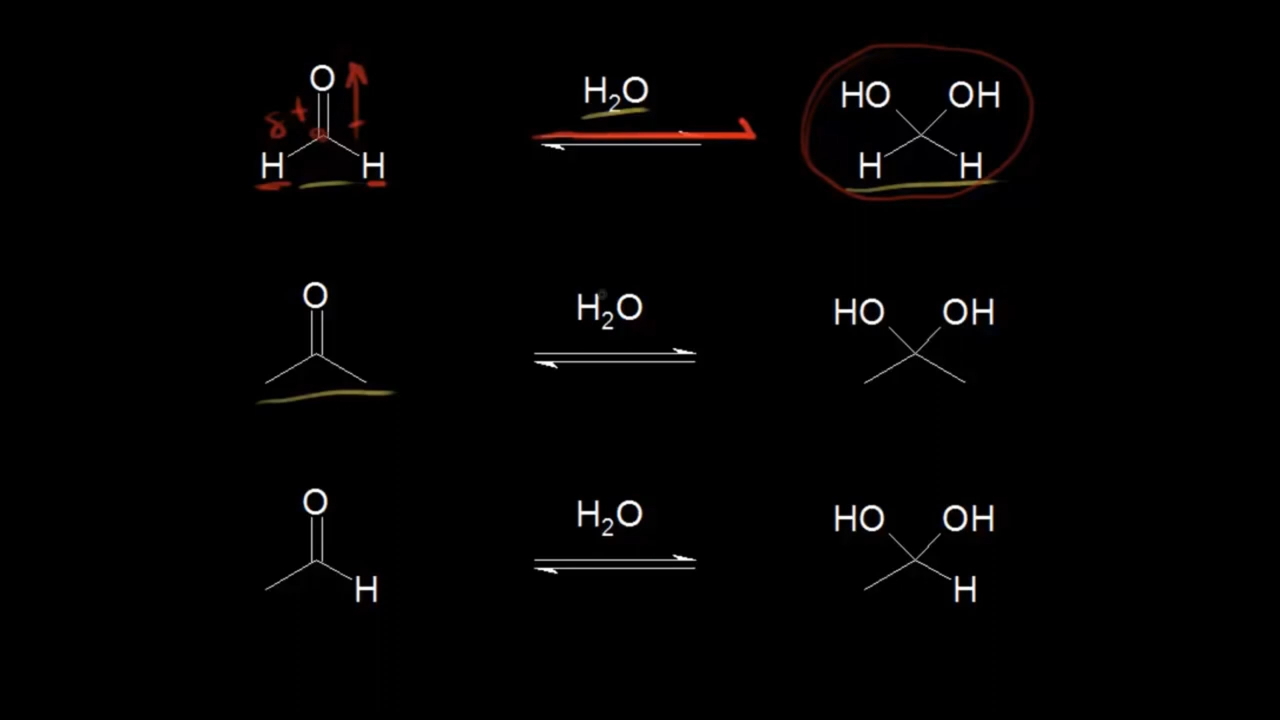 O H₂O HO OH
δ+
H H H H
O H₂O HO OH
O H₂O HO OH
H H